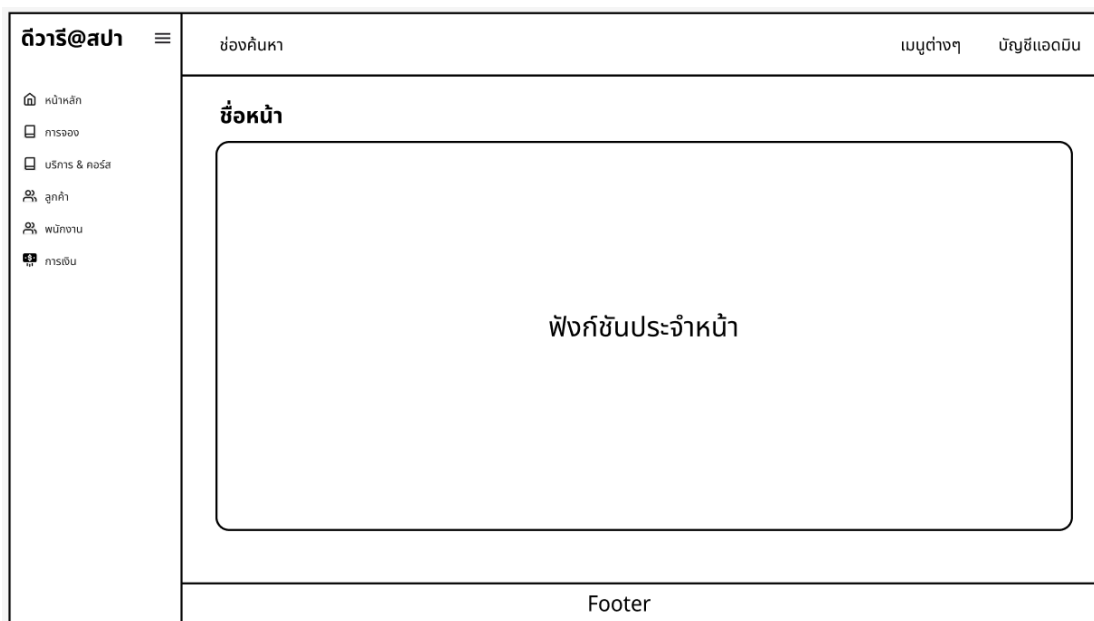 ดีวารี@สปา
หน้าหลัก
การจอง
บริการ & คอร์ส
ลูกค้า
พนักงาน
การเงิน
ช่องค้นหา
เมนูต่างๆ
บัญชีแอดมิน
ชื่อหน้า
ฟังก์ชันประจำหน้า
Footer